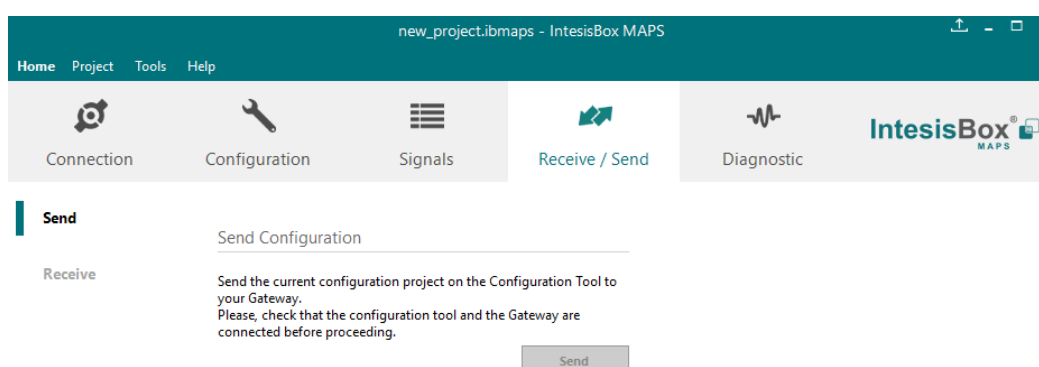 new_project.ibmaps - IntesisBox MAPS
Home Project Tools Help
Connection Configuration Signals Receive / Send Diagnostic
IntesisBox®
MAPS
Send
Send Configuration
Receive
Send the current configuration project on the Configuration Tool to
your Gateway.
Please, check that the configuration tool and the Gateway are
connected before proceeding.
Send